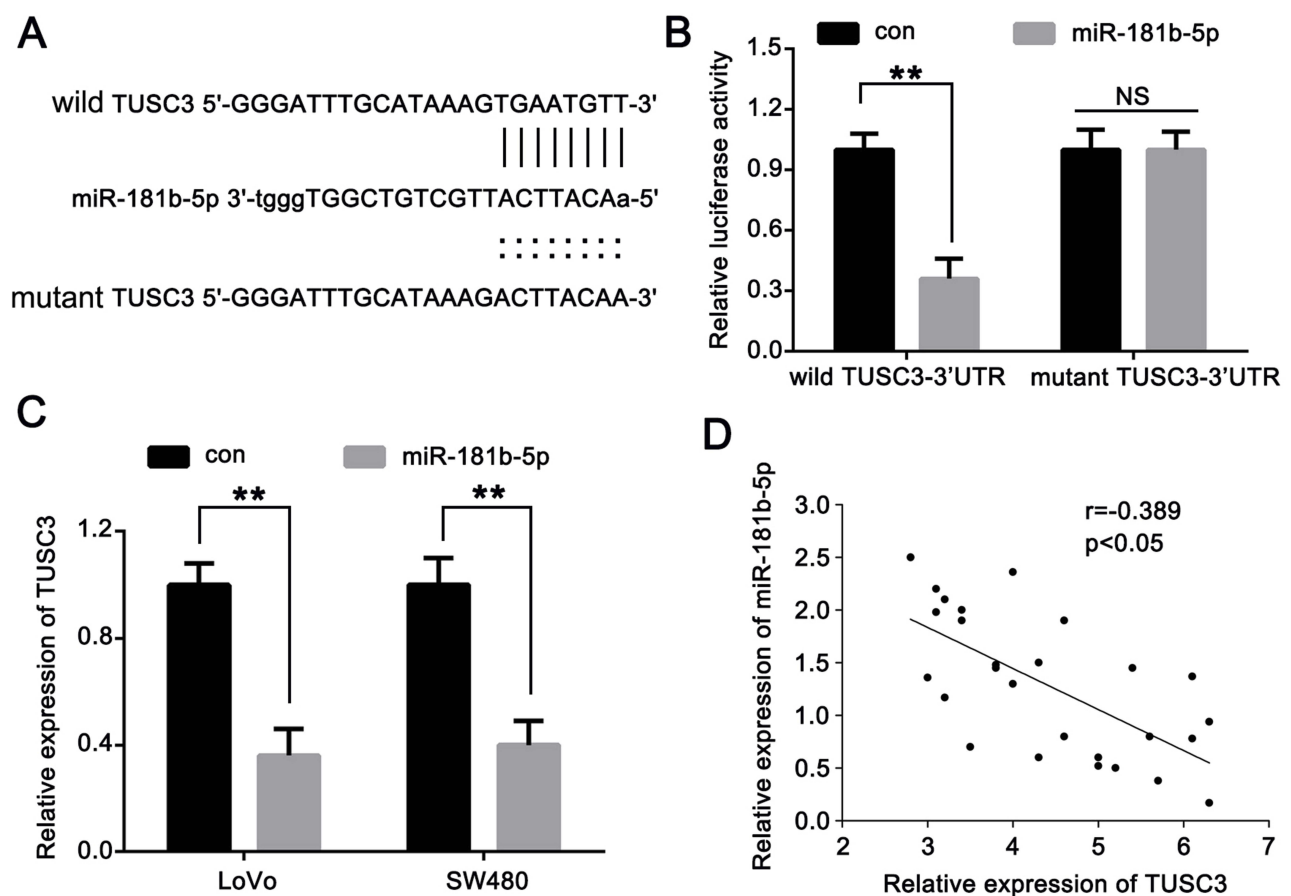 A
wild TUSC3 5'-GGGATTTGCATAAAGTGAATGTT-3'
miR-181b-5p 3'-tgggTGGCTGTCGTTACTTACAa-5'
mutant TUSC3 5'-GGGATTTGCATAAAGACTTACAA-3'
B
con
miR-181b-5p
Relative luciferase activity
1.5
1.2
0.9
0.6
0.3
0.0
**
NS
wild TUSC3-3'UTR
mutant TUSC3-3'UTR
C
con
miR-181b-5p
Relative expression of TUSC3
1.2
0.8
0.4
0.0
**
**
LoVo
SW480
D
Relative expression of miR-181b-5p
3.0
2.5
2.0
1.5
1.0
0.5
0.0
r=-0.389
p<0.05
2 3 4 5 6 7
Relative expression of TUSC3